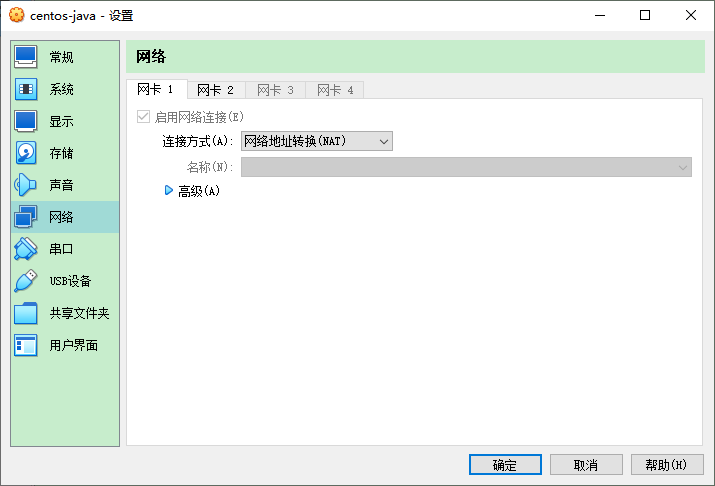 centos-java - 设置
常规
系统
显示
存储
声音
网络
串口
USB设备
共享文件夹
用户界面
网络
网卡 1 网卡 2 网卡 3 网卡 4
启用网络连接(E)
连接方式(A): 网络地址转换(NAT)
名称(N):
高级(A)
确定 取消 帮助(H)